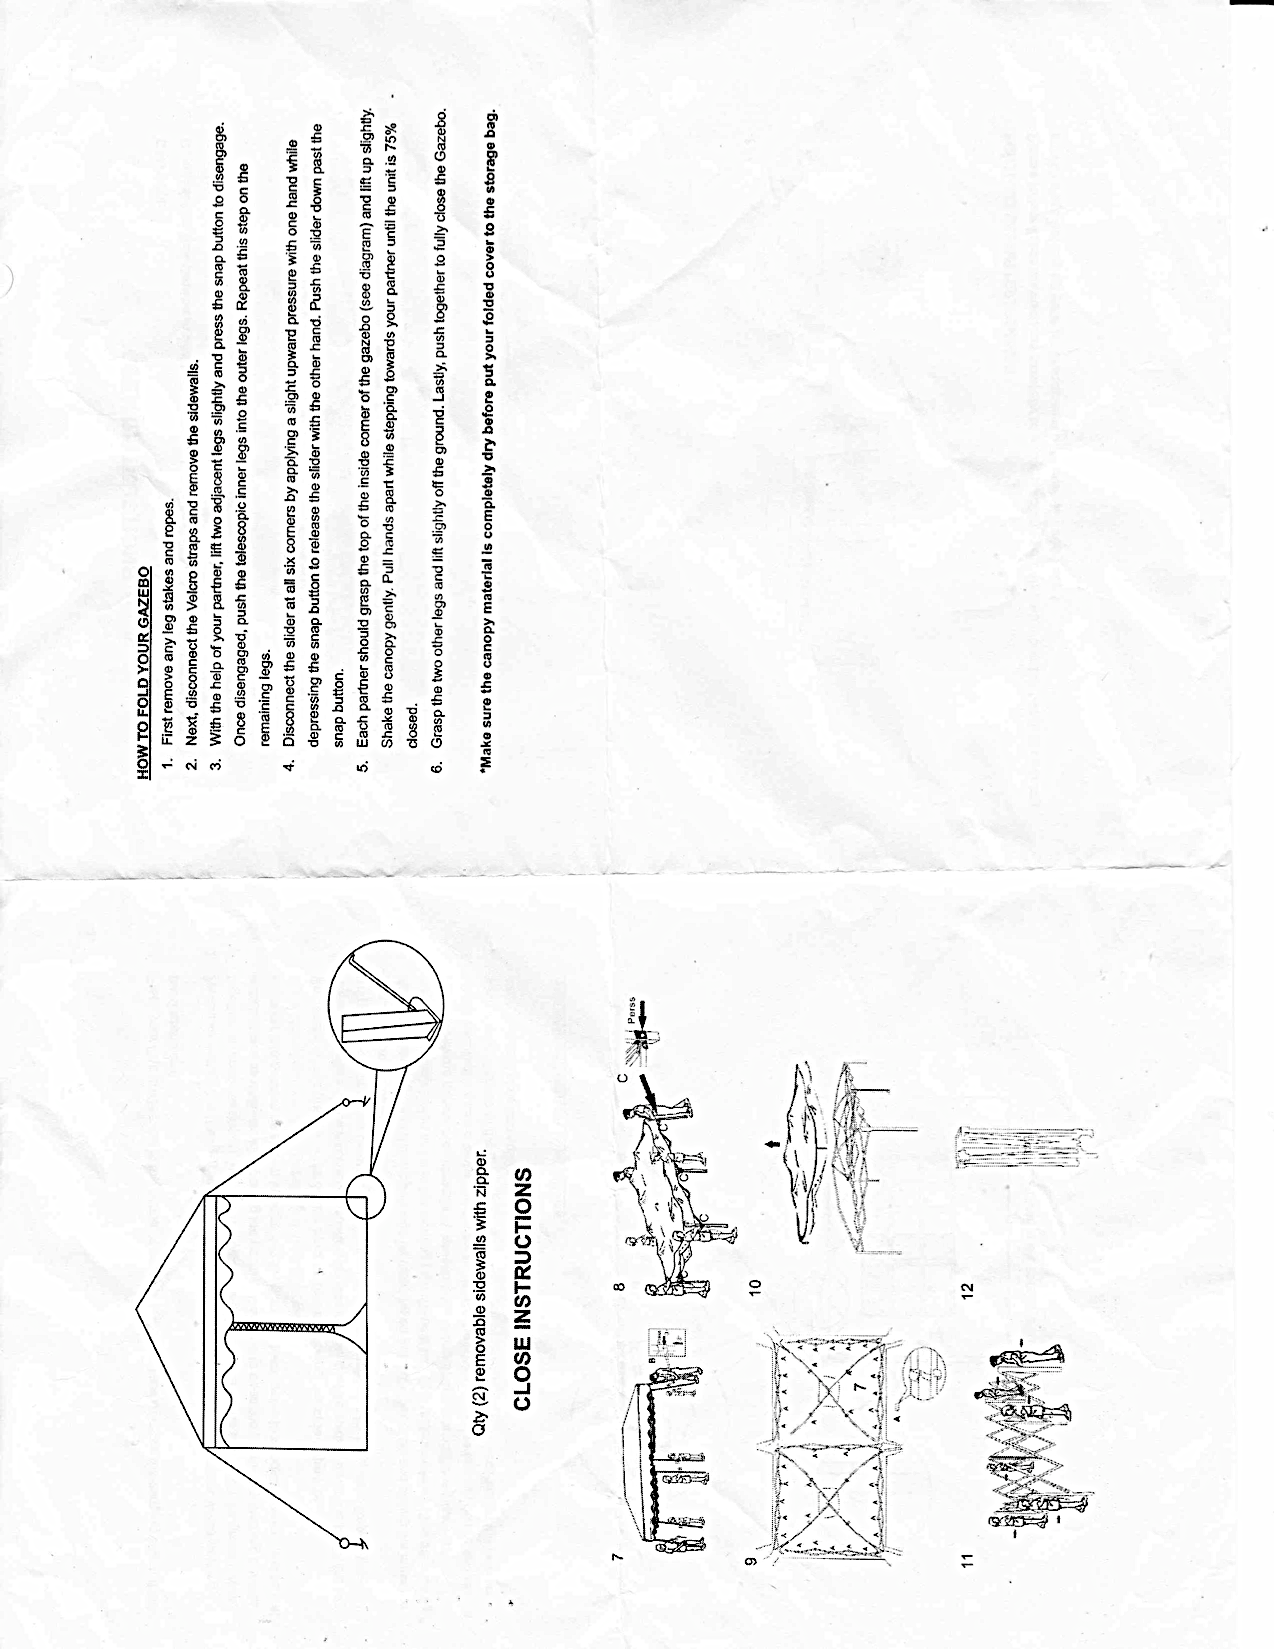 HOW TO FOLD YOUR GAZEBO
1. First remove any leg stakes and ropes.
2. Next, disconnect the Velcro straps and remove the sidewalls.
3. With the help of your partner, lift two adjacent legs slightly and press the snap button to disengage.
Once disengaged, push the telescopic inner legs into the outer legs. Repeat this step on the
remaining legs.
4. Disconnect the slider at all six corners by applying a slight upward pressure with one hand while
depressing the snap button to release the slider with the other hand. Push the slider down past the
snap button.
5. Each partner should grasp the top of the inside corner of the gazebo (see diagram) and lift up slightly.
Shake the canopy gently. Pull hands apart while stepping towards your partner until the unit is 75%
closed.
6. Grasp the two other legs and lift slightly off the ground. Lastly, push together to fully close the Gazebo.
*Make sure the canopy material is completely dry before put your folded cover to the storage bag.
Qty (2) removable sidewalls with zipper.
CLOSE INSTRUCTIONS
7
B
8
C
Perss
C
C
C
C
9
7
A
10
11
12